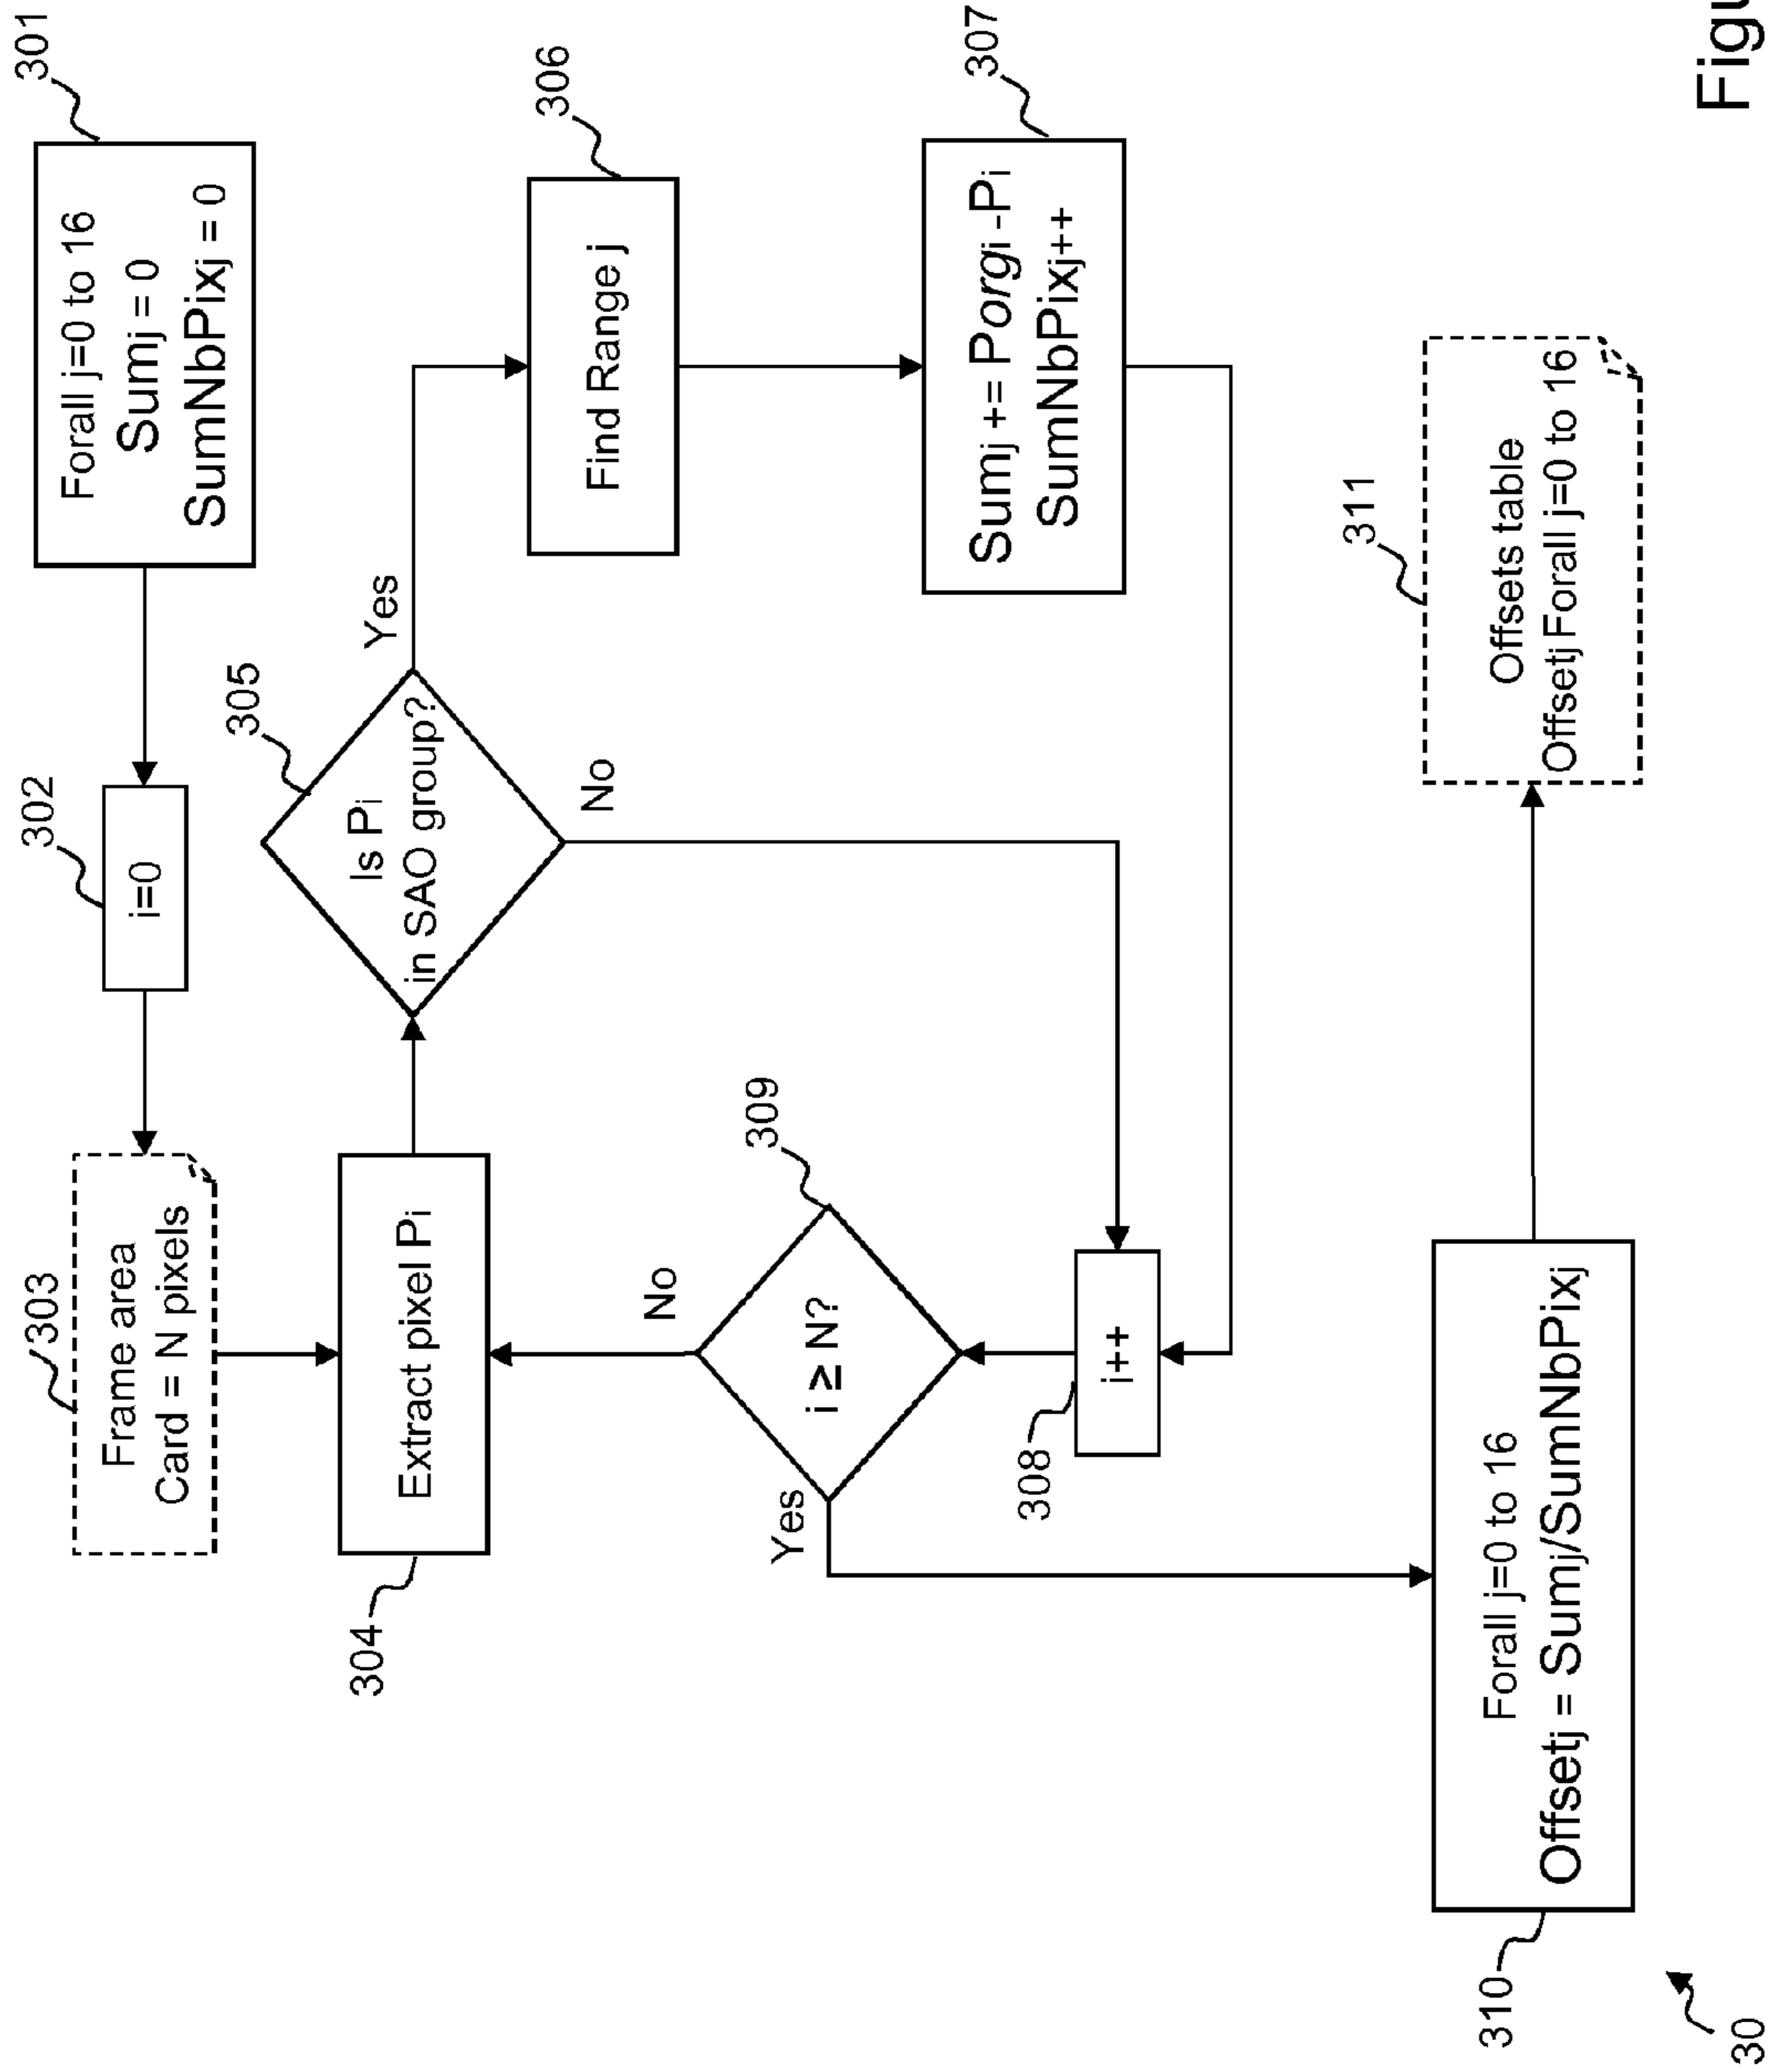 301
Forall j=0 to 16
Sumj = 0
SumNbPixj = 0
302
i=0
303
Frame area
Card = N pixels
304
Extract pixel Pi
305
Is Pi
in SAO group?
Yes
No
306
Find Range j
307
Sumj += Porgi -Pi
SumNbPixj++
308
i++
309
i ≥ N?
No
Yes
310
Forall j=0 to 16
Offsetj = Sumj/SumNbPixj
311
Offsets table
Offsetj Forall j=0 to 16
30